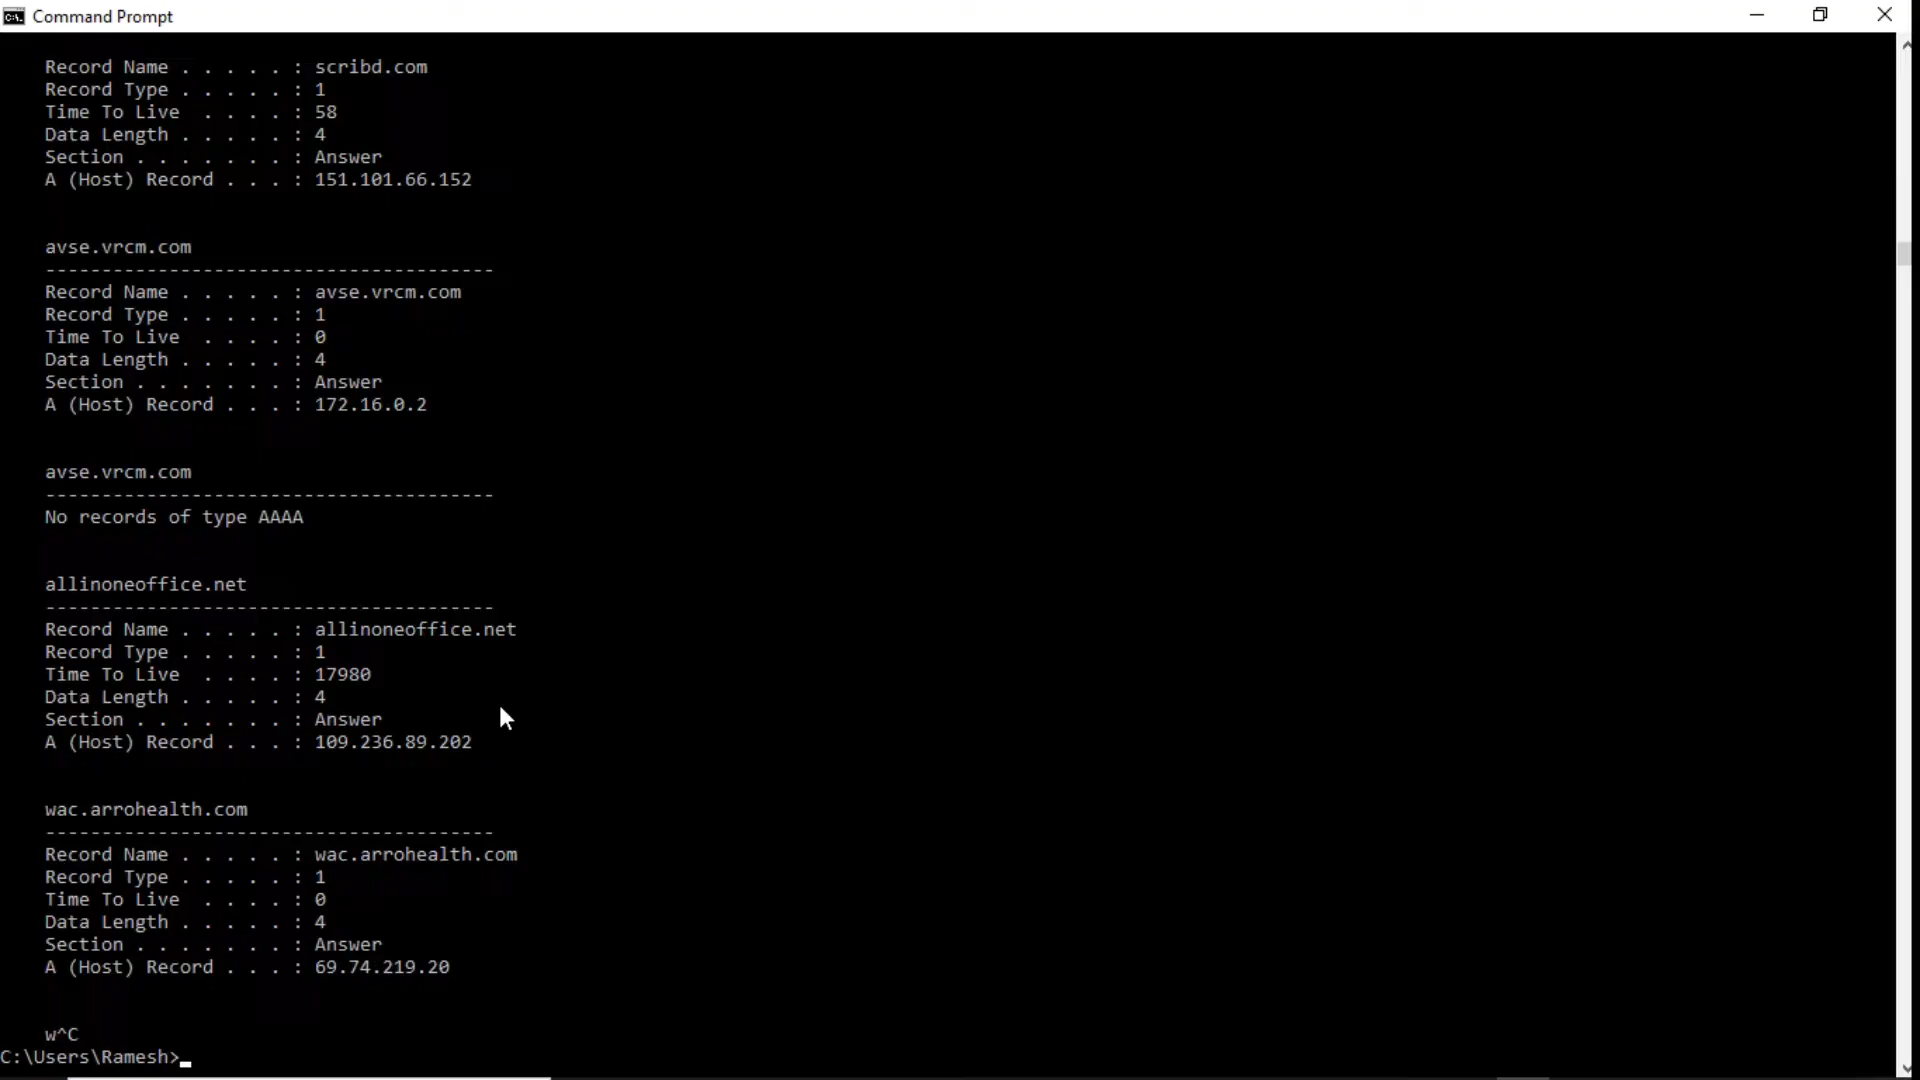 Command Prompt
Record Name . . . . . : scribd.com
Record Type . . . . . : 1
Time To Live  . . . . : 58
Data Length . . . . . : 4
Section . . . . . . . : Answer
A (Host) Record . . . : 151.101.66.152
avse.vrcm.com
----------------------------------------
Record Name . . . . . : avse.vrcm.com
Record Type . . . . . : 1
Time To Live  . . . . : 0
Data Length . . . . . : 4
Section . . . . . . . : Answer
A (Host) Record . . . : 172.16.0.2
avse.vrcm.com
----------------------------------------
No records of type AAAA
allinoneoffice.net
----------------------------------------
Record Name . . . . . : allinoneoffice.net
Record Type . . . . . : 1
Time To Live  . . . . : 17980
Data Length . . . . . : 4
Section . . . . . . . : Answer
A (Host) Record . . . : 109.236.89.202
wac.arrohealth.com
----------------------------------------
Record Name . . . . . : wac.arrohealth.com
Record Type . . . . . : 1
Time To Live  . . . . : 0
Data Length . . . . . : 4
Section . . . . . . . : Answer
A (Host) Record . . . : 69.74.219.20
w^C
C:\Users\Ramesh>